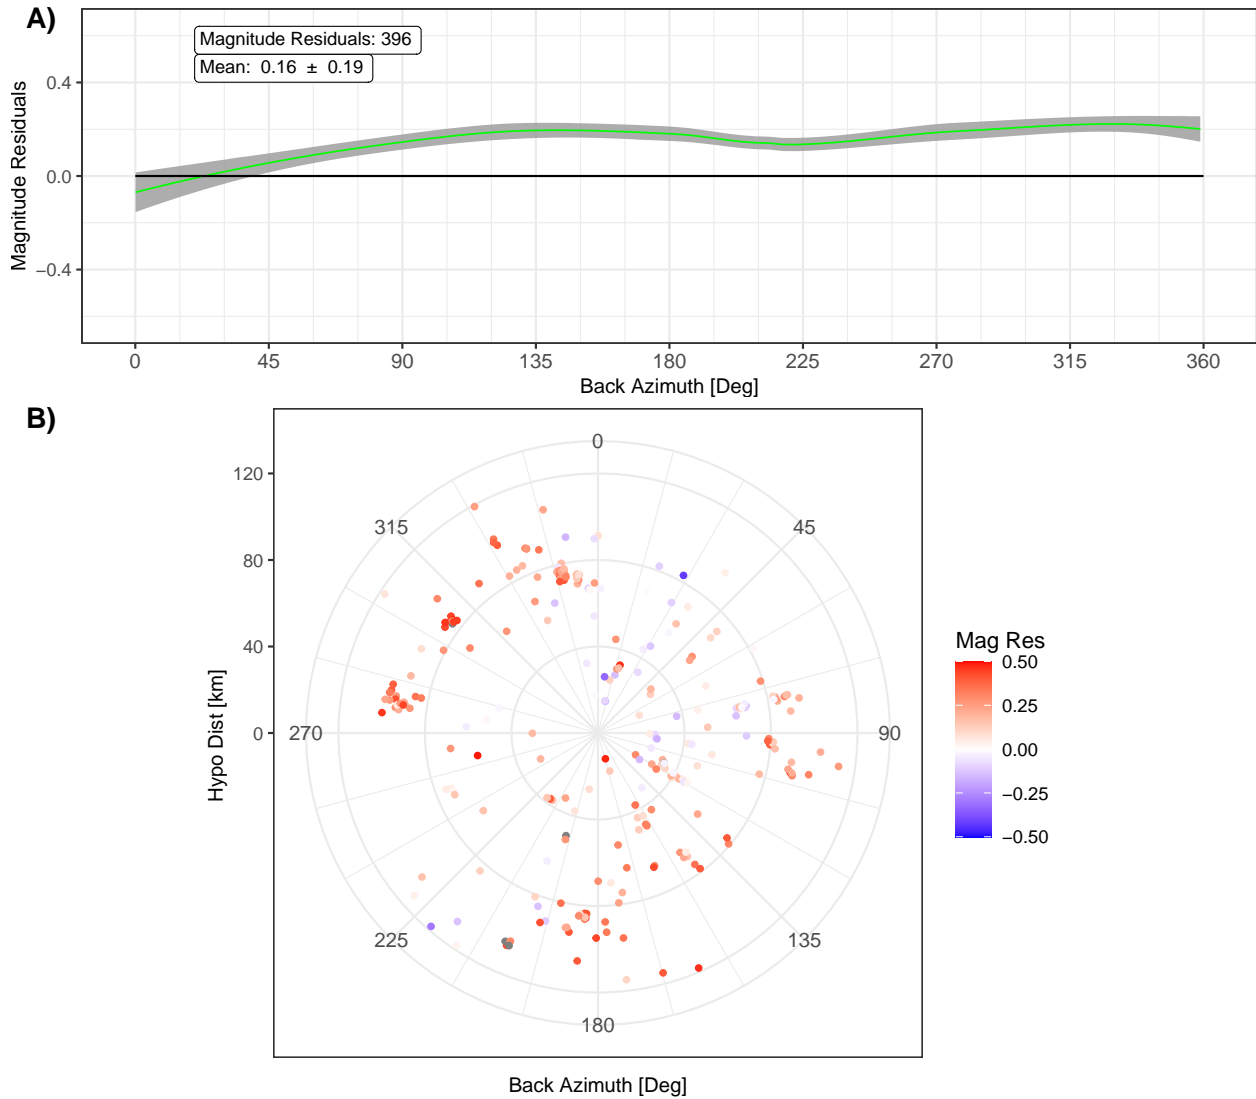 A)
Magnitude Residuals: 396
Mean:  0.16  ±  0.19
Magnitude Residuals
0.4
0.0
−0.4
0 45 90 135 180 225 270 315 360
Back Azimuth [Deg]
B)
Hypo Dist [km]
120
80
40
0
0
45
90
135
180
225
270
315
Back Azimuth [Deg]
Mag Res
0.50
0.25
0.00
−0.25
−0.50